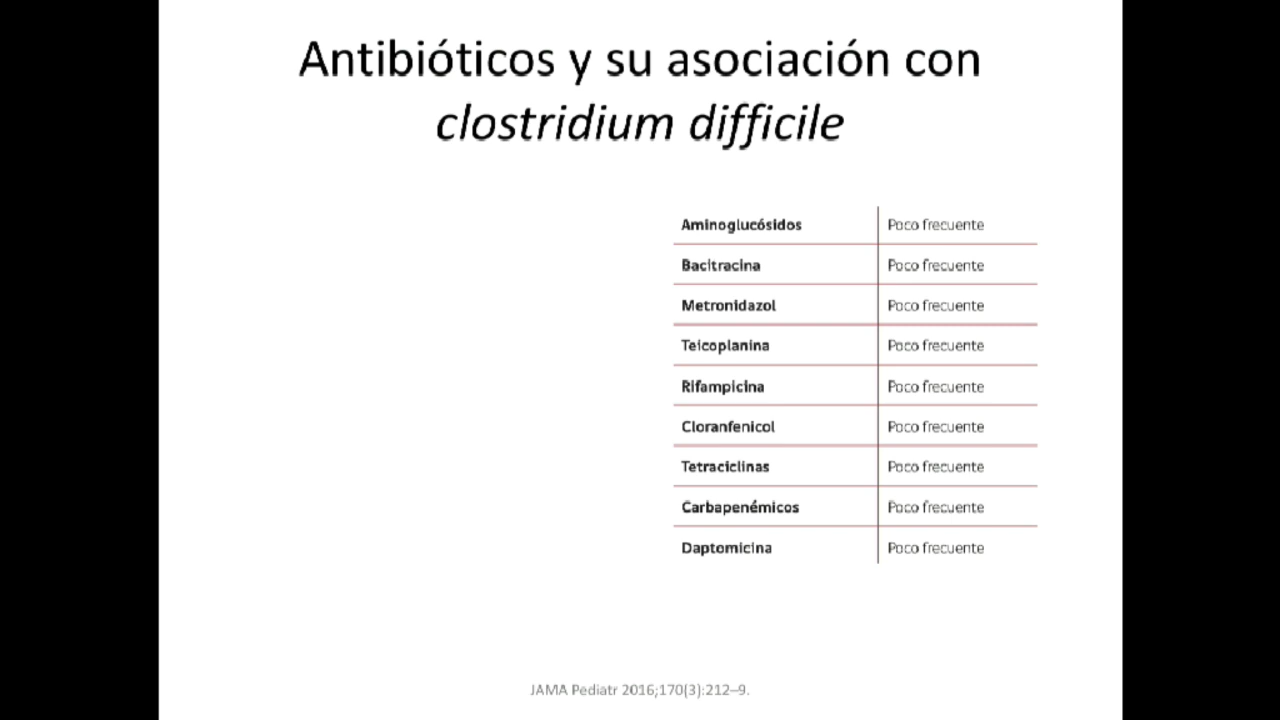 Antibióticos y su asociación con
clostridium difficile
Aminoglucósidos Poco frecuente
Bacitracina Poco frecuente
Metronidazol Poco frecuente
Teicoplanina Poco frecuente
Rifampicina Poco frecuente
Cloranfenicol Poco frecuente
Tetraciclinas Poco frecuente
Carbapenémicos Poco frecuente
Daptomicina Poco frecuente
JAMA Pediatr 2016;170(3):212–9.